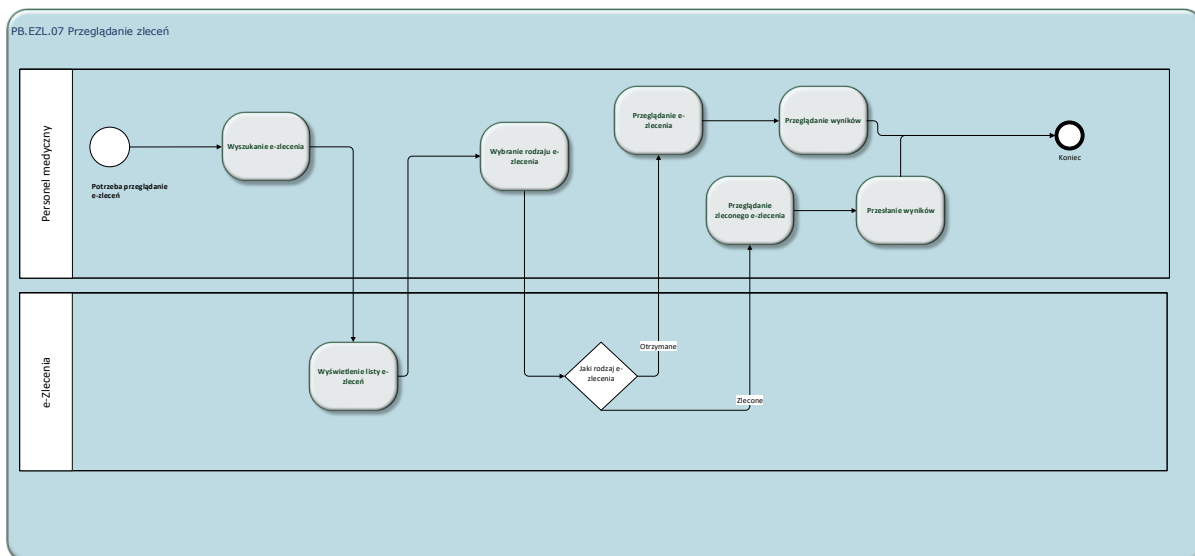 PB.EZL.07 Przeglądanie zleceń
Personel medyczny
Potrzeba przeglądanie
e-zleceń
Wyszukanie e-zlecenia
Wybranie rodzaju e-
zlecenia
Przeglądanie e-
zlecenia
Przeglądanie wyników
Przeglądanie
zleconego e-zlecenia
Przesłanie wyników
Koniec
e-Zlecenia
Wyświetlenie listy e-
zleceń
Jaki rodzaj e-
zlecenia
Otrzymane
Zlecone